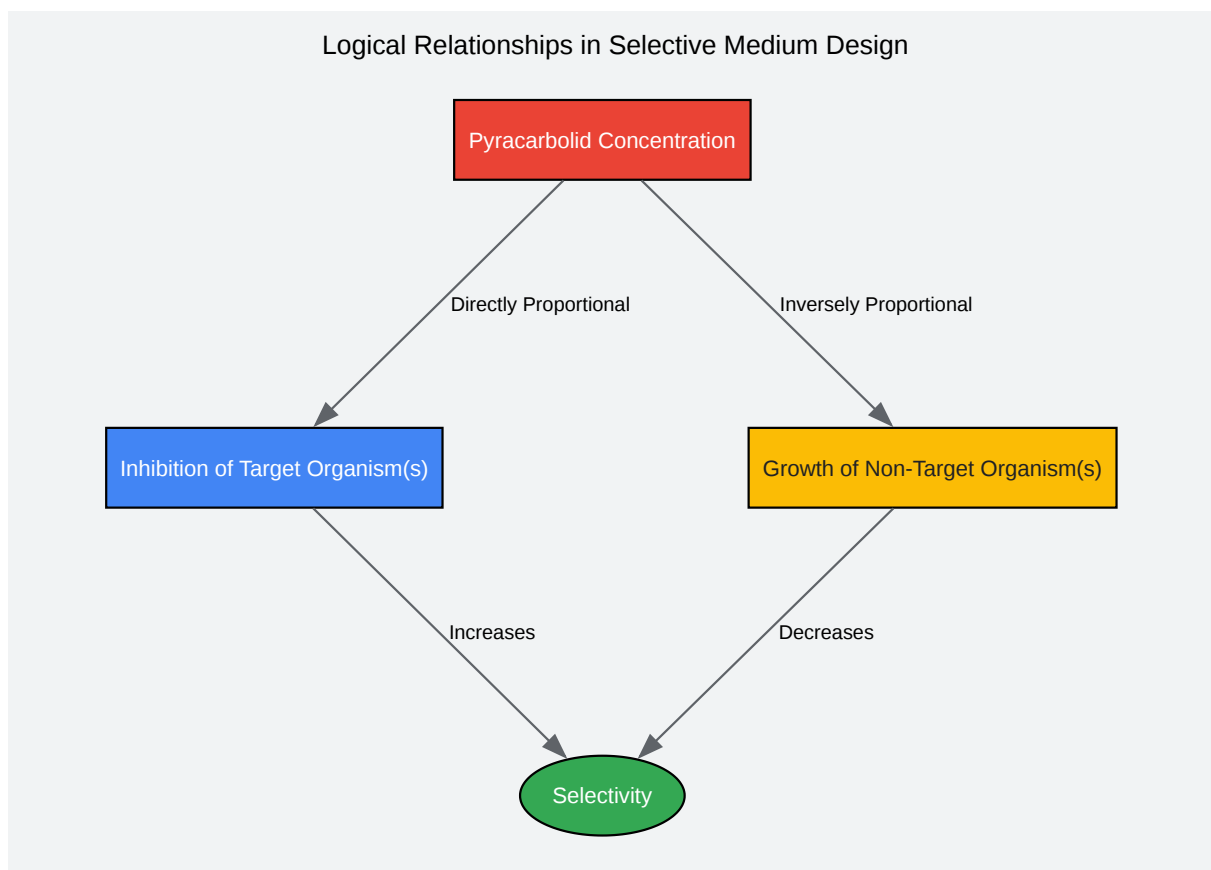 Logical Relationships in Selective Medium Design
Pyracarbolid Concentration
Directly Proportional
Inversely Proportional
Inhibition of Target Organism(s)
Growth of Non-Target Organism(s)
Increases
Decreases
Selectivity